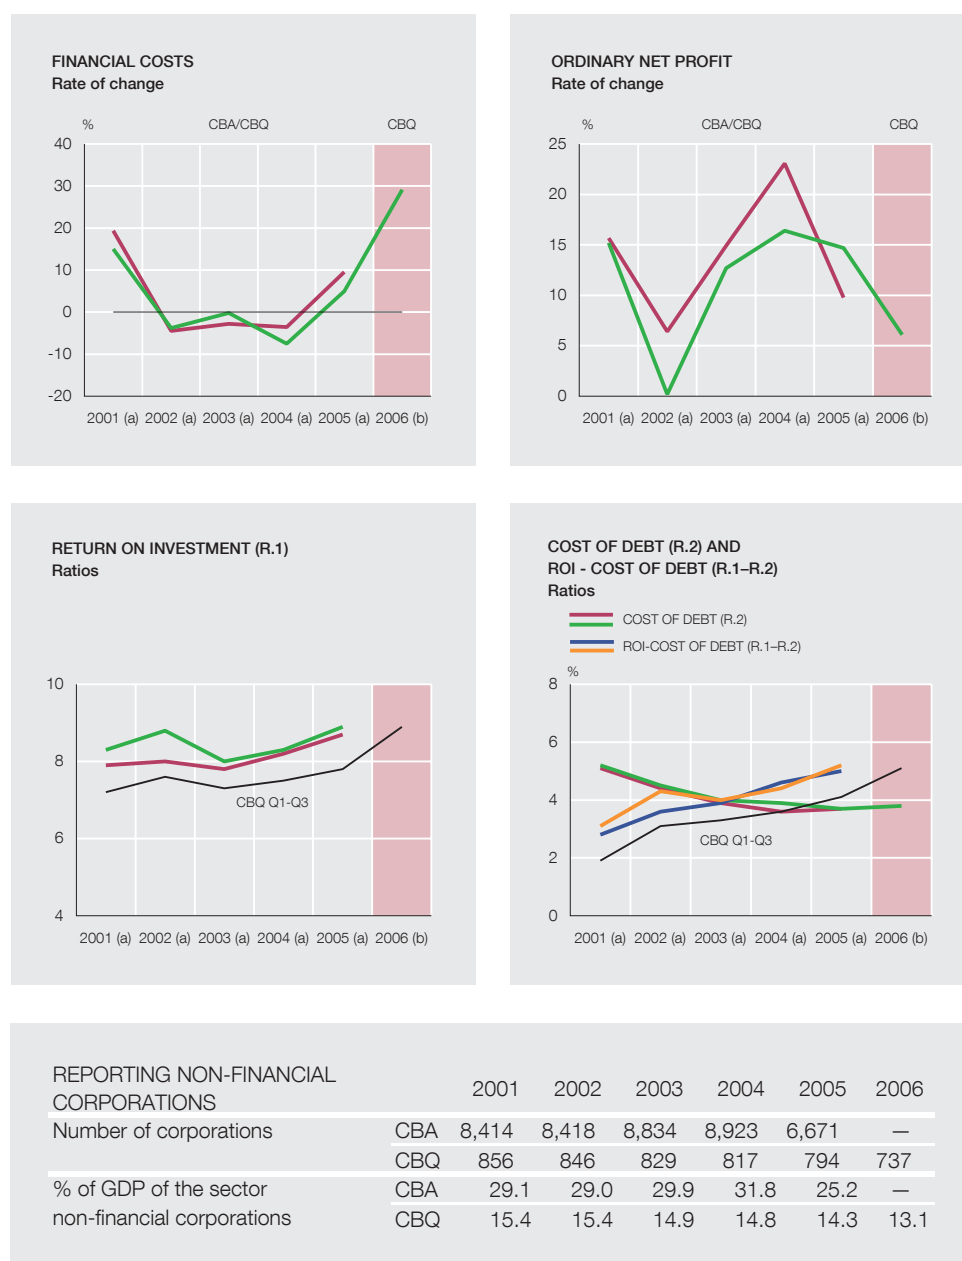 FINANCIAL COSTS
Rate of change
% CBA/CBQ CBQ
40
30
20
10
0
-10
-20
2001 (a) 2002 (a) 2003 (a) 2004 (a) 2005 (a) 2006 (b)
ORDINARY NET PROFIT
Rate of change
% CBA/CBQ CBQ
25
20
15
10
5
0
2001 (a) 2002 (a) 2003 (a) 2004 (a) 2005 (a) 2006 (b)
RETURN ON INVESTMENT (R.1)
Ratios
10
8
6
4
CBQ Q1-Q3
2001 (a) 2002 (a) 2003 (a) 2004 (a) 2005 (a) 2006 (b)
COST OF DEBT (R.2) AND
ROI - COST OF DEBT (R.1–R.2)
Ratios
COST OF DEBT (R.2)
ROI-COST OF DEBT (R.1–R.2)
%
8
6
4
2
0
CBQ Q1-Q3
2001 (a) 2002 (a) 2003 (a) 2004 (a) 2005 (a) 2006 (b)
REPORTING NON-FINANCIAL
CORPORATIONS 2001 2002 2003 2004 2005 2006
Number of corporations CBA 8,414 8,418 8,834 8,923 6,671 —
CBQ 856 846 829 817 794 737
% of GDP of the sector CBA 29.1 29.0 29.9 31.8 25.2 —
non-financial corporations CBQ 15.4 15.4 14.9 14.8 14.3 13.1